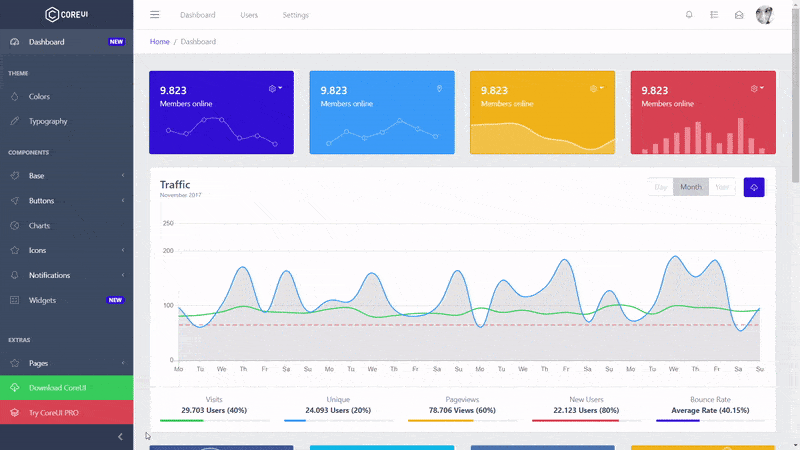 COREUI
Dashboard
Users
Settings
Dashboard NEW
Home / Dashboard
THEME
Colors
Typography
COMPONENTS
Base
Buttons
Charts
Icons
Notifications
Widgets NEW
EXTRAS
Pages
Download CoreUI
Try CoreUI PRO
9.823
Members online
9.823
Members online
9.823
Members online
9.823
Members online
Traffic
November 2017
Day Month Year
250
200
100
0
Mo Tu We Th Fr Sa Su Mo Tu We Th Fr Sa Su Mo Tu We Th Fr Sa Su Mo Tu We Th Fr Sa Su
Visits
29.703 Users (40%)
Unique
24.093 Users (20%)
Pageviews
78.706 Views (60%)
New Users
22.123 Users (80%)
Bounce Rate
Average Rate (40.15%)